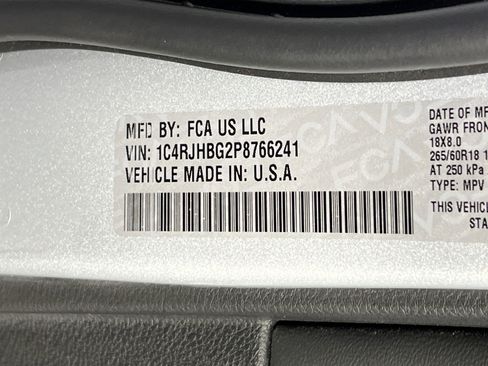 MFD BY: FCA US LLC
VIN: 1C4RJHBG2P8766241
VEHICLE MADE IN: U.S.A.
DATE OF MF
GAWR FRON
18X8.0
265/60R18 1
AT 250 kPa
TYPE: MPV
THIS VEHIC
STA